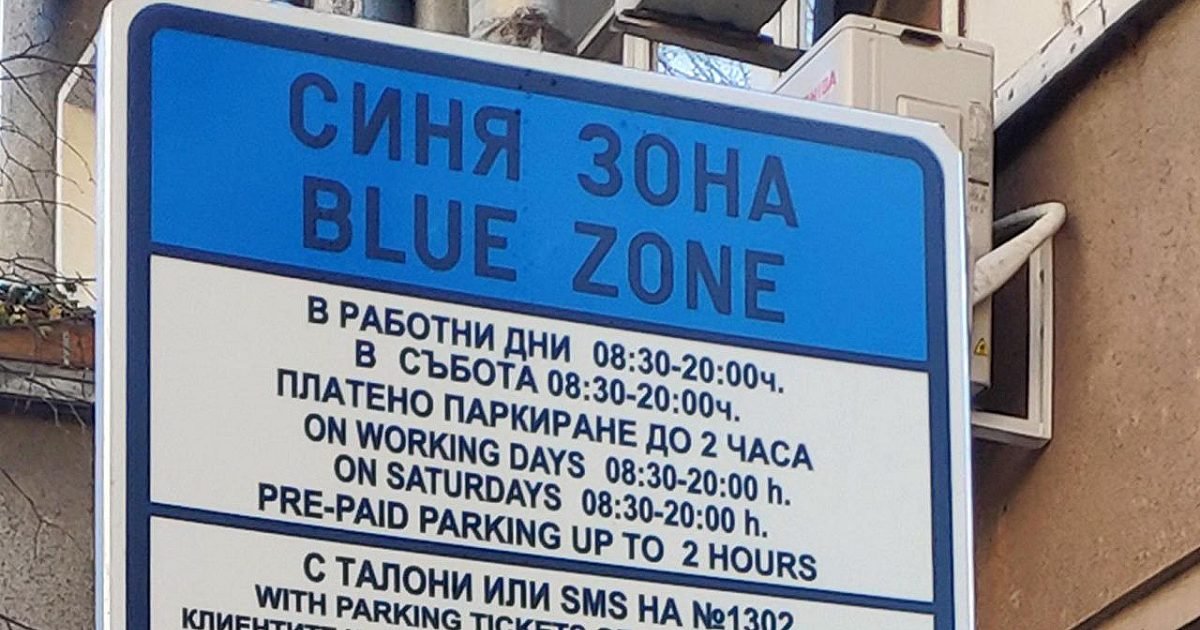 СИНЯ ЗОНА
BLUE ZONE
В РАБОТНИ ДНИ 08:30-20:00ч.
В СЪБОТА 08:30-20:00ч.
ПЛАТЕНО ПАРКИРАНЕ ДО 2 ЧАСА
ON WORKING DAYS 08:30-20:00 h.
ON SATURDAYS 08:30-20:00 h.
PRE-PAID PARKING UP TO 2 HOURS
С ТАЛОНИ ИЛИ SMS НА №1302
WITH PARKING TICKETS